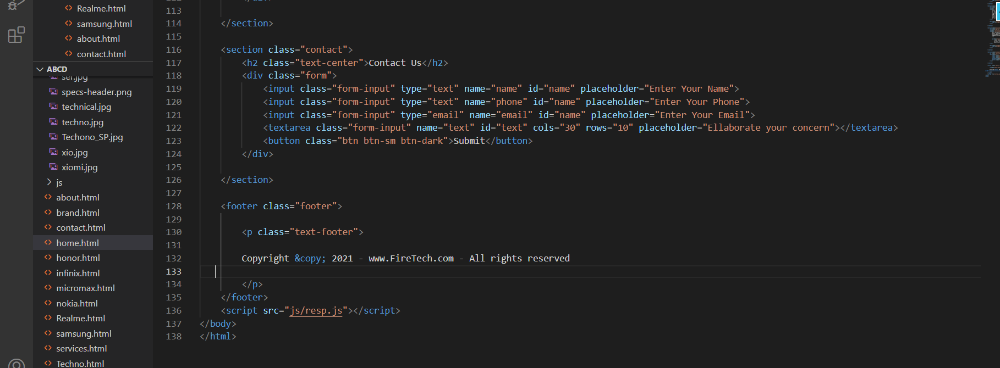 Realme.html
samsung.html
about.html
contact.html
ABCD
specs-header.png
technical.jpg
techno.jpg
Techono_SP.jpg
xio.jpg
xiomi.jpg
js
about.html
brand.html
contact.html
home.html
honor.html
infinix.html
micromax.html
nokia.html
Realme.html
samsung.html
services.html
Techno.html
113
114 </section>
115
116 <section class="contact">
117 <h2 class="text-center">Contact Us</h2>
118 <div class="form">
119 <input class="form-input" type="text" name="name" id="name" placeholder="Enter Your Name">
120 <input class="form-input" type="text" name="phone" id="name" placeholder="Enter Your Phone">
121 <input class="form-input" type="email" name="email" id="name" placeholder="Enter Your Email">
122 <textarea class="form-input" name="text" id="text" cols="30" rows="10" placeholder="Ellaborate your concern"></textarea>
123 <button class="btn btn-sm btn-dark">Submit</button>
124 </div>
125
126 </section>
127
128 <footer class="footer">
129
130 <p class="text-footer">
131
132 Copyright &copy; 2021 - www.FireTech.com - All rights reserved
133
134 </p>
135 </footer>
136 <script src="js/resp.js"></script>
137 </body>
138 </html>